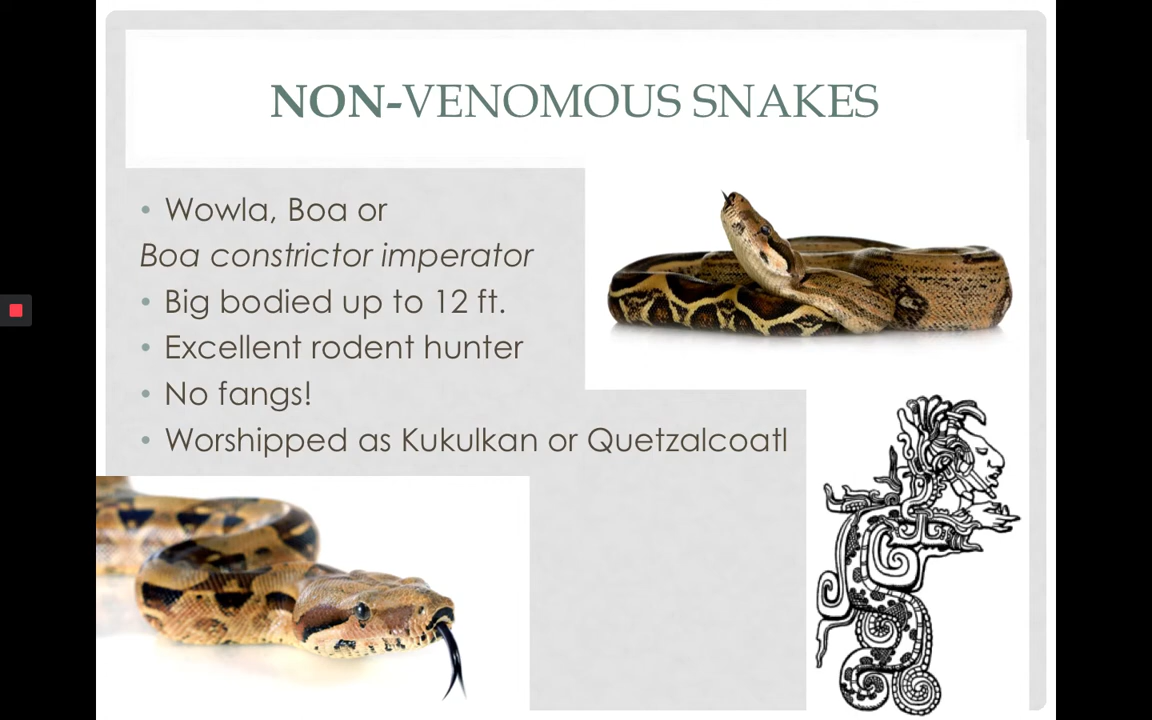 NON-VENOMOUS SNAKES
• Wowla, Boa or
Boa constrictor imperator
• Big bodied up to 12 ft.
• Excellent rodent hunter
• No fangs!
• Worshipped as Kukulkan or Quetzalcoatl